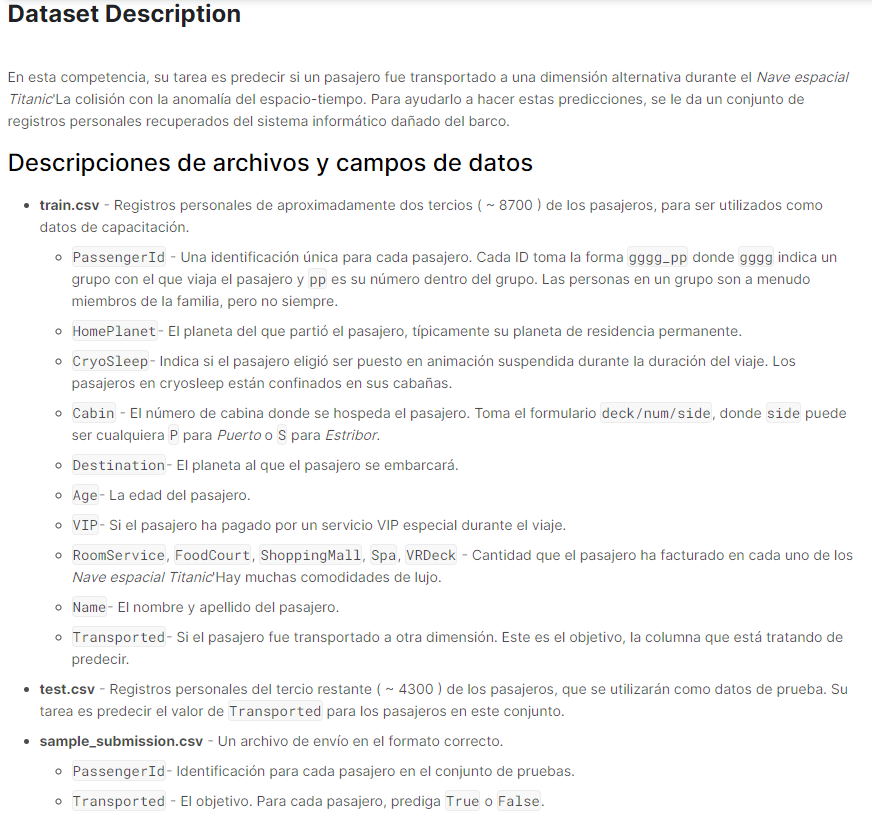 Dataset Description
En esta competencia, su tarea es predecir si un pasajero fue transportado a una dimensión alternativa durante el Nave espacial
Titanic'La colisión con la anomalía del espacio-tiempo. Para ayudarlo a hacer estas predicciones, se le da un conjunto de
registros personales recuperados del sistema informático dañado del barco.
Descripciones de archivos y campos de datos
• train.csv - Registros personales de aproximadamente dos tercios ( ~ 8700 ) de los pasajeros, para ser utilizados como
datos de capacitación.
◦ PassengerId - Una identificación única para cada pasajero. Cada ID toma la forma gggg_pp donde gggg indica un
grupo con el que viaja el pasajero y pp es su número dentro del grupo. Las personas en un grupo son a menudo
miembros de la familia, pero no siempre.
◦ HomePlanet- El planeta del que partió el pasajero, típicamente su planeta de residencia permanente.
◦ CryoSleep- Indica si el pasajero eligió ser puesto en animación suspendida durante la duración del viaje. Los
pasajeros en cryosleep están confinados en sus cabañas.
◦ Cabin - El número de cabina donde se hospeda el pasajero. Toma el formulario deck/num/side, donde side puede
ser cualquiera P para Puerto o S para Estribor.
◦ Destination- El planeta al que el pasajero se embarcará.
◦ Age- La edad del pasajero.
◦ VIP- Si el pasajero ha pagado por un servicio VIP especial durante el viaje.
◦ RoomService, FoodCourt, ShoppingMall, Spa, VRDeck - Cantidad que el pasajero ha facturado en cada uno de los
Nave espacial Titanic'Hay muchas comodidades de lujo.
◦ Name- El nombre y apellido del pasajero.
◦ Transported- Si el pasajero fue transportado a otra dimensión. Este es el objetivo, la columna que está tratando de
predecir.
• test.csv - Registros personales del tercio restante ( ~ 4300 ) de los pasajeros, que se utilizarán como datos de prueba. Su
tarea es predecir el valor de Transported para los pasajeros en este conjunto.
• sample_submission.csv - Un archivo de envío en el formato correcto.
◦ PassengerId- Identificación para cada pasajero en el conjunto de pruebas.
◦ Transported - El objetivo. Para cada pasajero, prediga True o False.